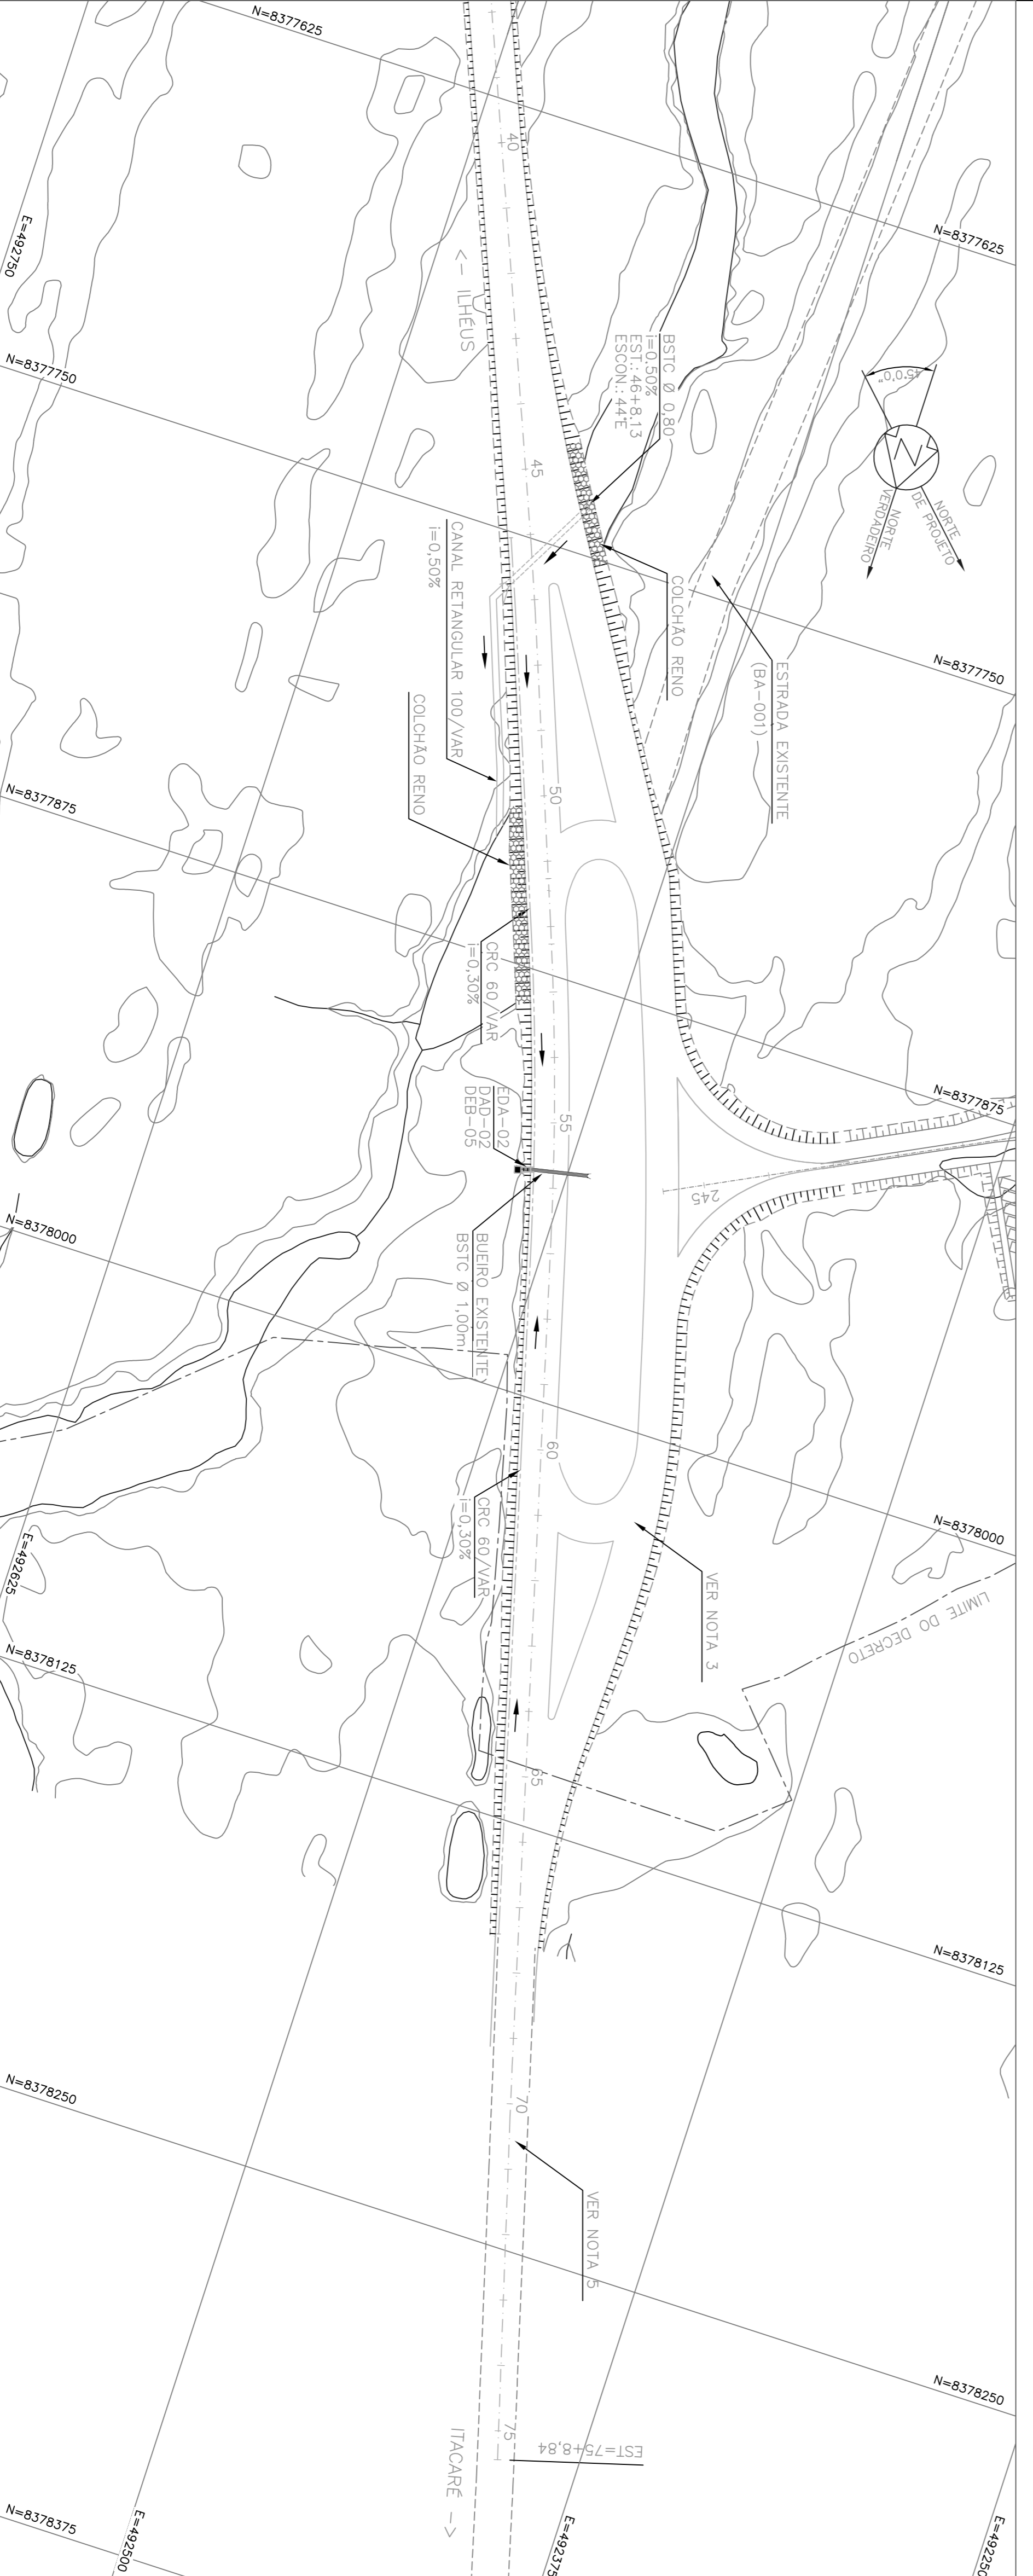 N=8377625
40
E=492750
N=8377625
<— ILHÉUS
BSTC Ø 0,80
i=0.50%
EST.: 46+8.13
ESCON.: 44°E
N=8377750
45°0'0"
N
NORTE
DE PROJETO
NORTE
VERDADEIRO
45
CANAL RETANGULAR 100/VAR
i=0,50%
COLCHÃO RENO
ESTRADA EXISTENTE
(BA-001)
N=8377750
COLCHÃO RENO
N=8377875
50
CRC 60/VAR
i=0,30%
EDA-02
DAD-02
DEB-05
55
N=8377875
245
N=8378000
BUEIRO EXISTENTE
BSTC Ø 1,00m
60
CRC 60/VAR
i=0,30%
N=8378000
E=492625
VER NOTA 3
LIMITE DO DECRETO
N=8378125
65
N=8378125
N=8378250
70
VER NOTA 5
N=8378250
75
EST=75+8,84
ITACARÉ —>
N=8378375
E=492500
E=492375
E=492250